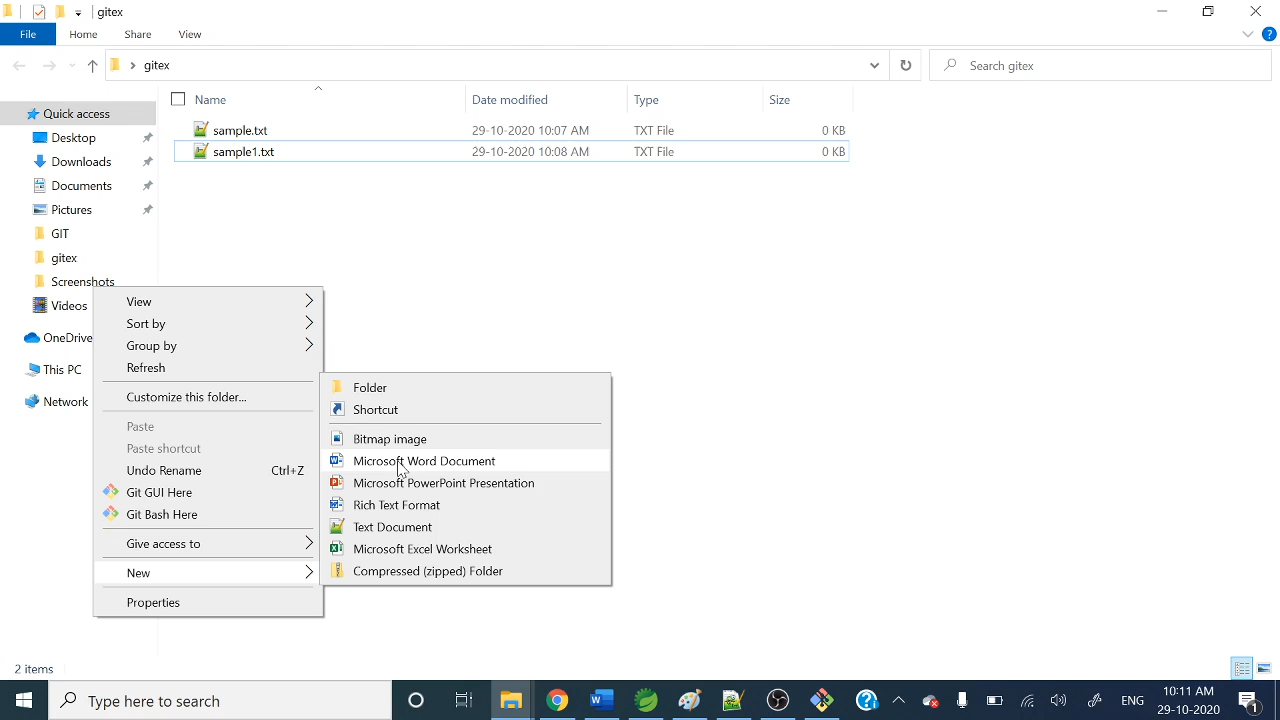 gitex
File Home Share View
gitex Search gitex
Name Date modified Type Size
Quick access
sample.txt 29-10-2020 10:07 AM TXT File 0 KB
sample1.txt 29-10-2020 10:08 AM TXT File 0 KB
Desktop
Downloads
Documents
Pictures
GIT
gitex
Screenshots
Videos
OneDrive
This PC
Network
View
Sort by
Group by
Refresh
Customize this folder...
Paste
Paste shortcut
Undo Rename Ctrl+Z
Git GUI Here
Git Bash Here
Give access to
New
Properties
Folder
Shortcut
Bitmap image
Microsoft Word Document
Microsoft PowerPoint Presentation
Rich Text Format
Text Document
Microsoft Excel Worksheet
Compressed (zipped) Folder
2 items
Type here to search
ENG
10:11 AM
29-10-2020
1